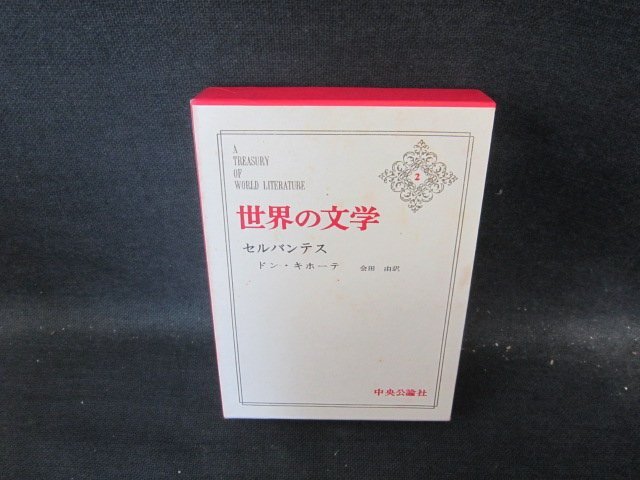 A
TREASURY
OF
WORLD LITERATURE
2
世界の文学
セルバンテス
ドン・キホーテ 会田 由訳
中央公論社